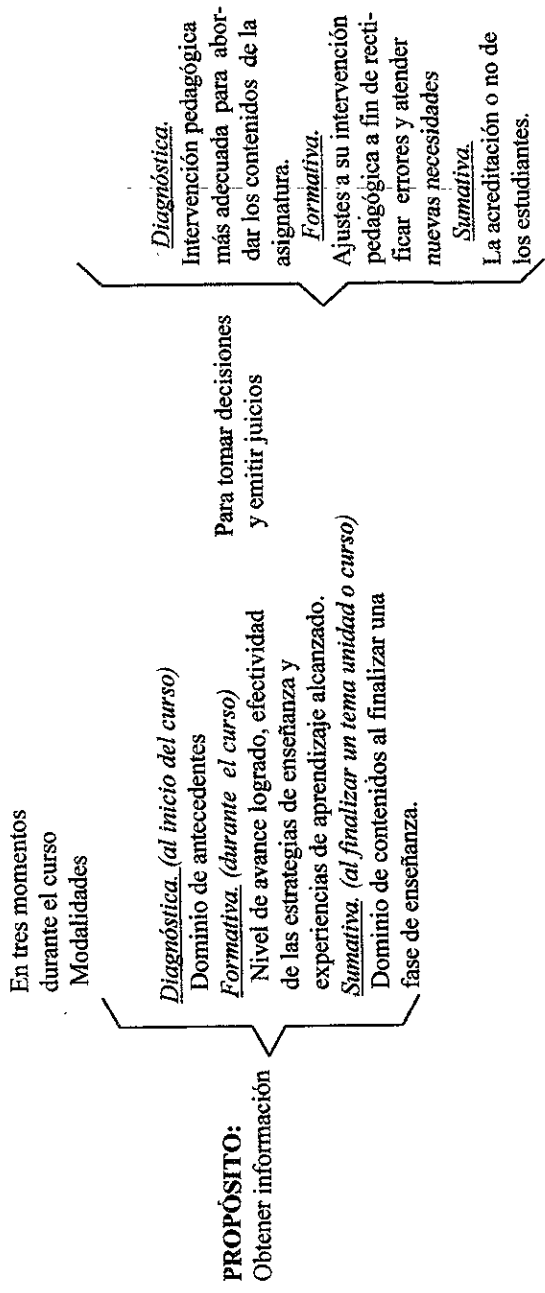 En tres momentos
durante el curso
Modalidades
PROPÓSITO:
Obtener información
Diagnóstica. (al inicio del curso)
Dominio de antecedentes
Formativa. (durante el curso)
Nivel de avance logrado, efectividad
de las estrategias de enseñanza y
experiencias de aprendizaje alcanzado.
Sumativa. (al finalizar un tema unidad o curso)
Dominio de contenidos al finalizar una
fase de enseñanza.
Para tomar decisiones
y emitir juicios
Diagnóstica.
Intervención pedagógica
más adecuada para abor-
dar los contenidos de la
asignatura.
Formativa.
Ajustes a su intervención
pedagógica a fin de recti-
ficar errores y atender
nuevas necesidades
Sumativa.
La acreditación o no de
los estudiantes.